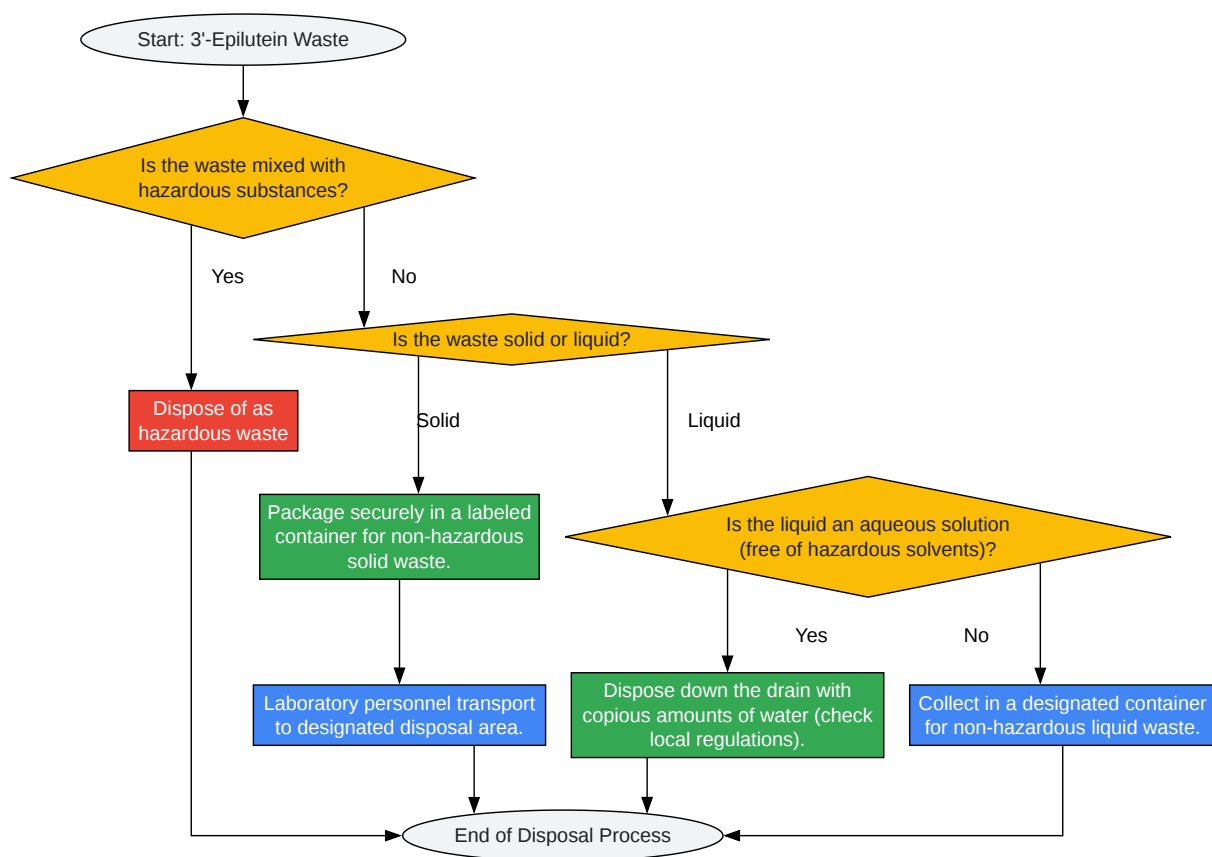 Start: 3'-Epilutein Waste
Is the waste mixed with
hazardous substances?
Yes
No
Is the waste solid or liquid?
Dispose of as
hazardous waste
Solid
Liquid
Package securely in a labeled
container for non-hazardous
solid waste.
Is the liquid an aqueous solution
(free of hazardous solvents)?
Yes
No
Laboratory personnel transport
to designated disposal area.
Dispose down the drain with
copious amounts of water (check
local regulations).
Collect in a designated container
for non-hazardous liquid waste.
End of Disposal Process